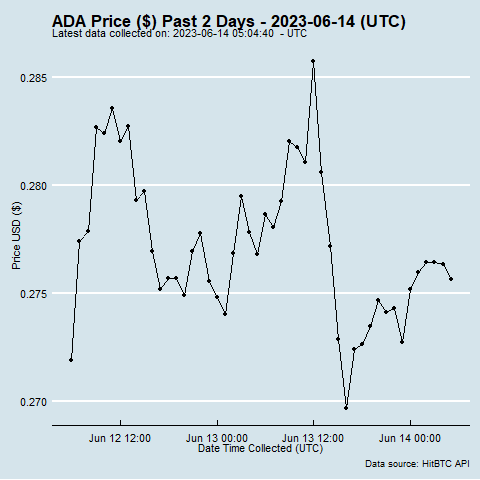 ADA Price ($) Past 2 Days - 2023-06-14 (UTC)
Latest data collected on: 2023-06-14 05:04:40 - UTC
0.285
0.280
0.275
0.270
Price USD ($)
Jun 12 12:00 Jun 13 00:00 Jun 13 12:00 Jun 14 00:00
Date Time Collected (UTC)
Data source: HitBTC API